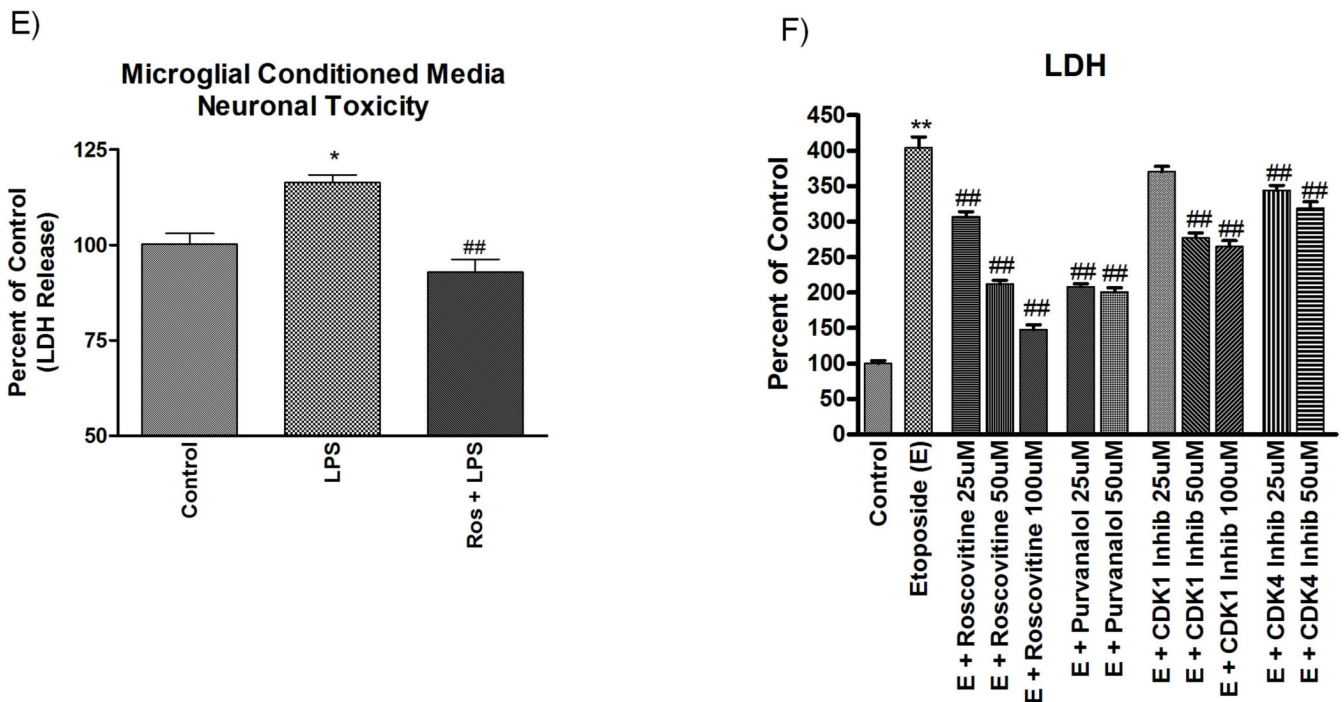 E)
Microglial Conditioned Media
Neuronal Toxicity
Percent of Control
(LDH Release)
125
100
75
50
*
##
Control
LPS
Ros + LPS
F)
LDH
Percent of Control
450
400
350
300
250
200
150
100
50
0
**
##
##
##
##
##
##
##
##
##
Control
Etoposide (E)
E + Roscovitine 25uM
E + Roscovitine 50uM
E + Roscovitine 100uM
E + Purvanalol 25uM
E + Purvanalol 50uM
E + CDK1 Inhib 25uM
E + CDK1 Inhib 50uM
E + CDK1 Inhib 100uM
E + CDK4 Inhib 25uM
E + CDK4 Inhib 50uM